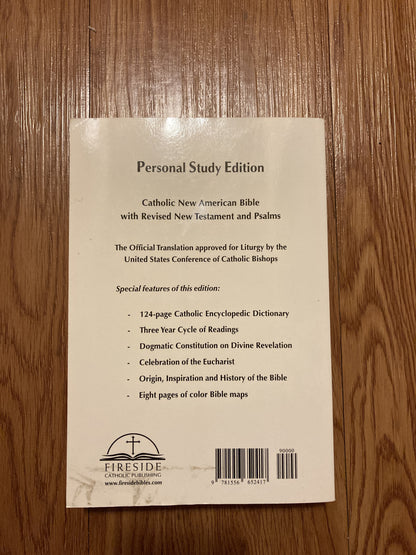 Personal Study Edition
Catholic New American Bible
with Revised New Testament and Psalms
The Official Translation approved for Liturgy by the
United States Conference of Catholic Bishops
Special features of this edition:
- 124-page Catholic Encyclopedic Dictionary
- Three Year Cycle of Readings
- Dogmatic Constitution on Divine Revelation
- Celebration of the Eucharist
- Origin, Inspiration and History of the Bible
- Eight pages of color Bible maps
FIRESIDE
CATHOLIC PUBLISHING
www.firesidebibles.com
90000
9 781556 652417